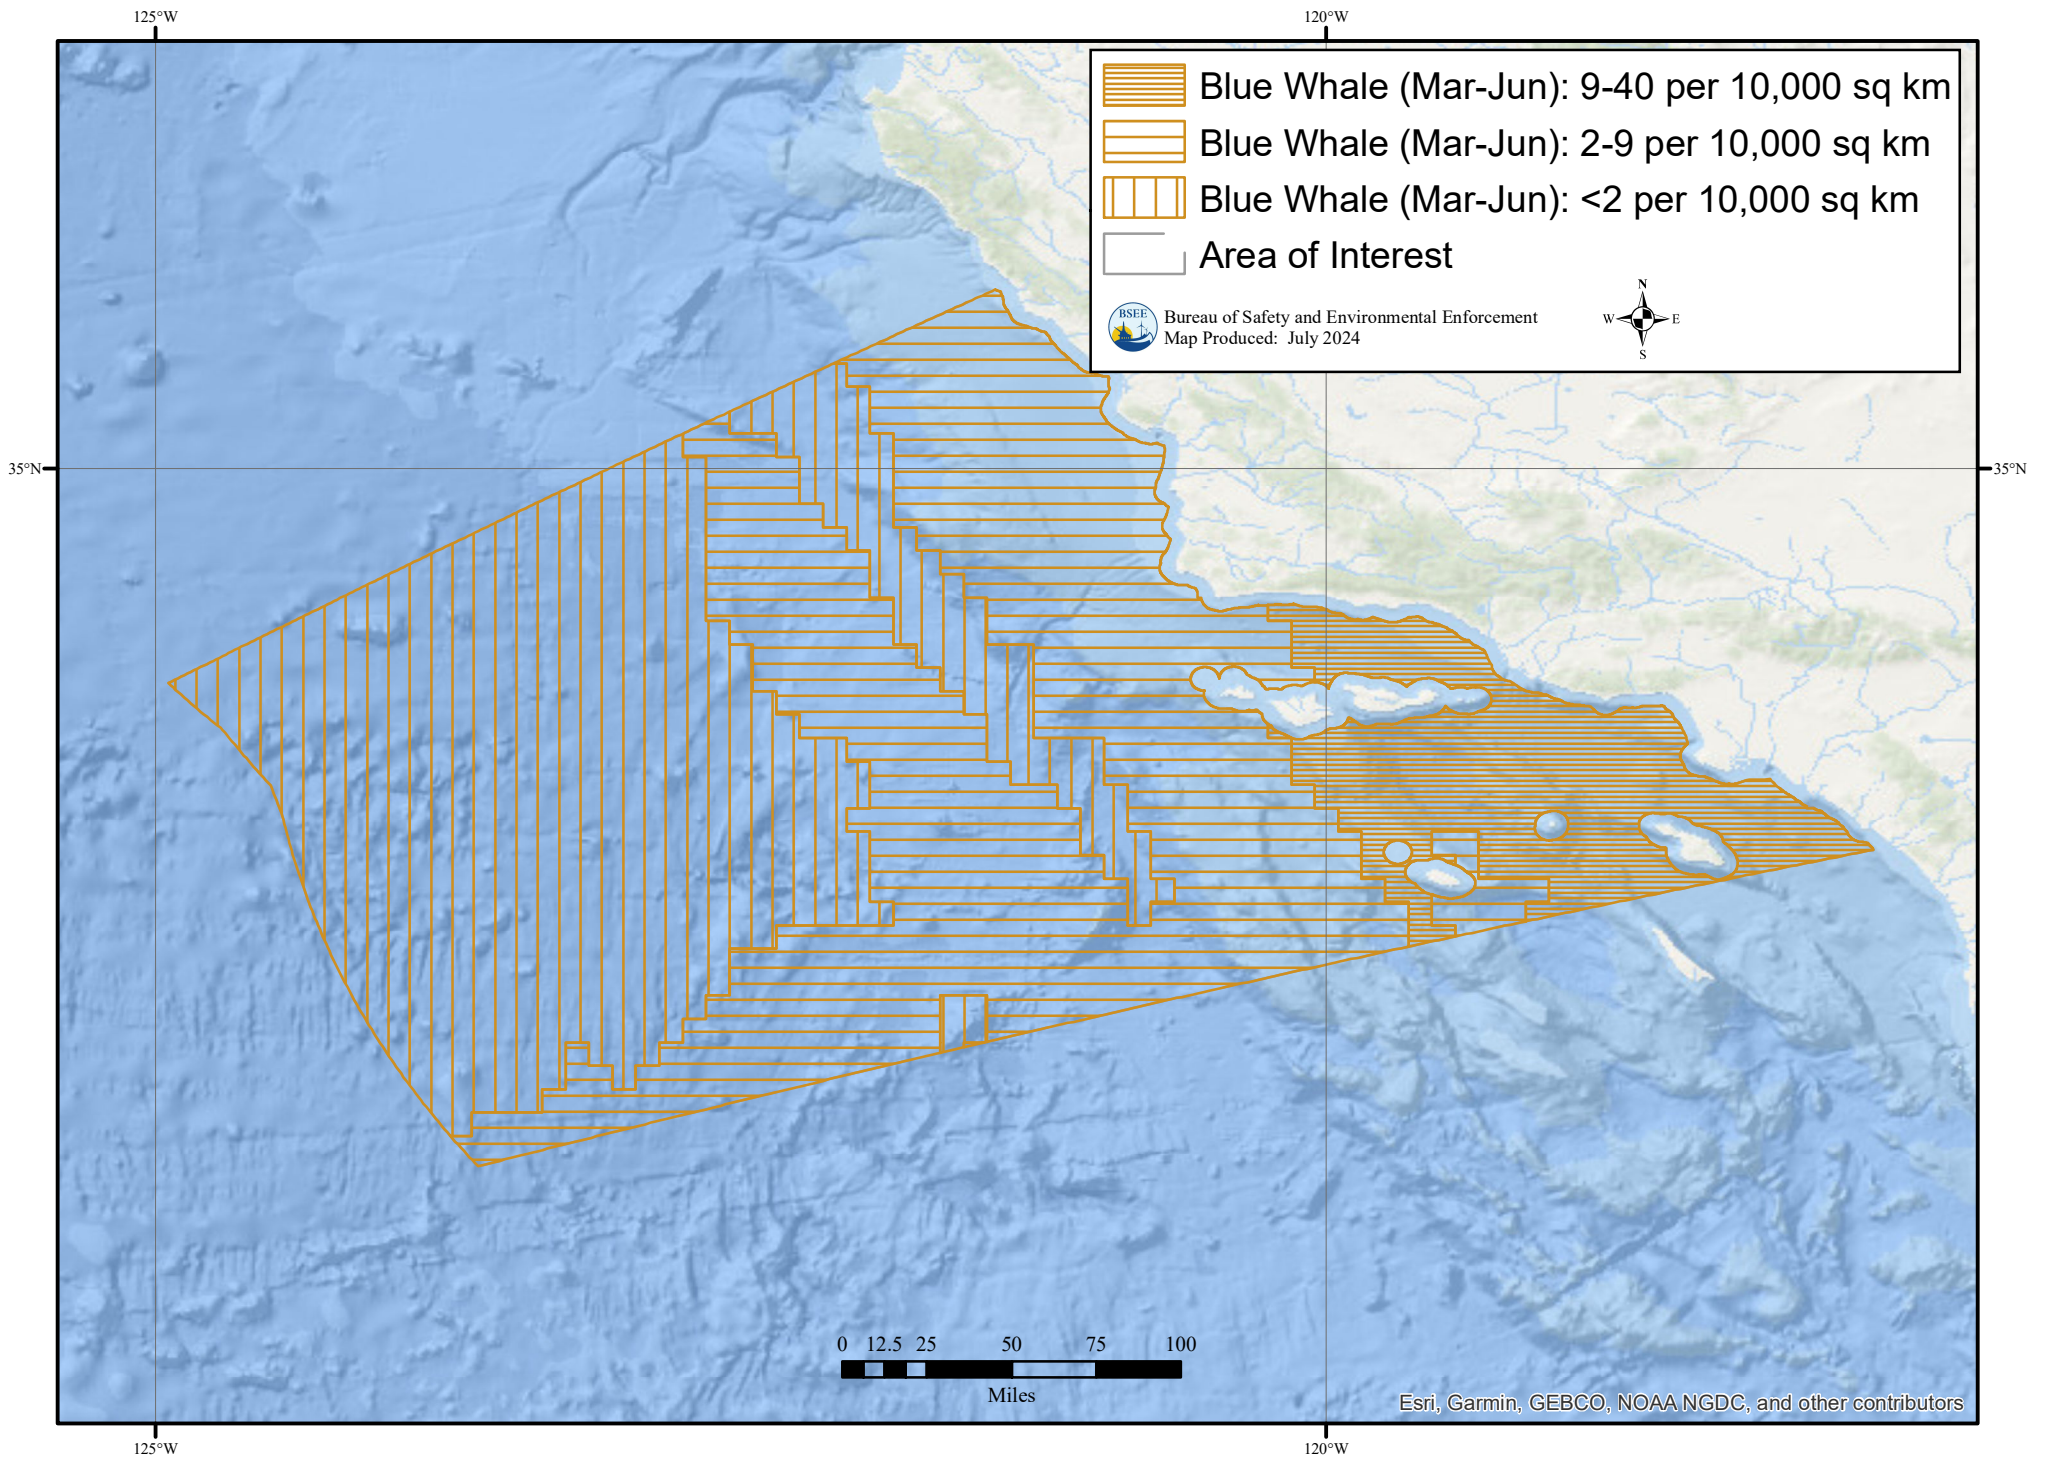 125°W 120°W
Blue Whale (Mar-Jun): 9-40 per 10,000 sq km
Blue Whale (Mar-Jun): 2-9 per 10,000 sq km
Blue Whale (Mar-Jun): <2 per 10,000 sq km
Area of Interest
BSEE
Bureau of Safety and Environmental Enforcement
Map Produced: July 2024
N
W E
S
35°N 35°N
0 12.5 25 50 75 100
Miles
Esri, Garmin, GEBCO, NOAA NGDC, and other contributors
125°W 120°W